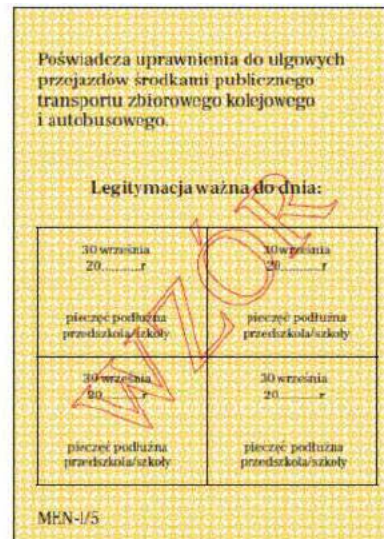 Poświadcza uprawnienia do ulgowych
przejazdów środkami publicznego
transportu zbiorowego kolejowego
i autobusowego.
Legitymacja ważna do dnia:
30 września
20...........r
pieczęć podłużna
przedszkola/szkoły
30 września
20...........r
pieczęć podłużna
przedszkola/szkoły
30 września
20...........r
pieczęć podłużna
przedszkola/szkoły
30 września
20...........r
pieczęć podłużna
przedszkola/szkoły
WZÓR
MEN-I/5